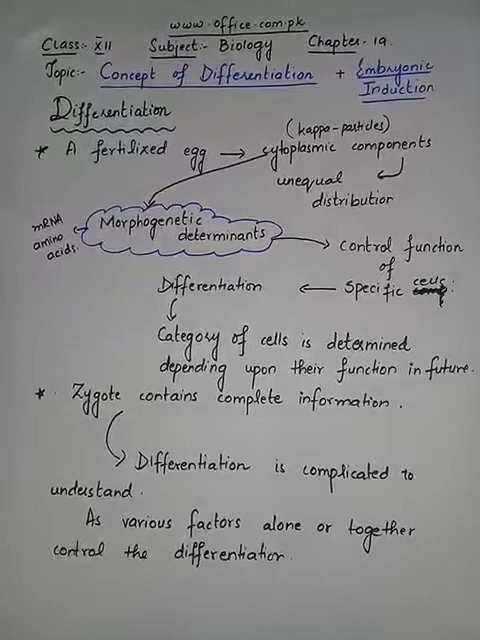 www.office.com.pk
Class:- XII Subject:- Biology Chapter- 19.
Topic:- Concept of Differentiation + Embryonic
Induction
Differentiation
(kappa-particles)
* A fertilized egg → cytoplasmic components
unequal
distribution
mRNA
amino
acids.
Morphogenetic
determinants
Control function
of
Specific cells:
Differentiation
Category of cells is determined
depending upon their function in future.
* Zygote contains complete information.
Differentiation is complicated to
understand.
As various factors alone or together
control the differentiation.